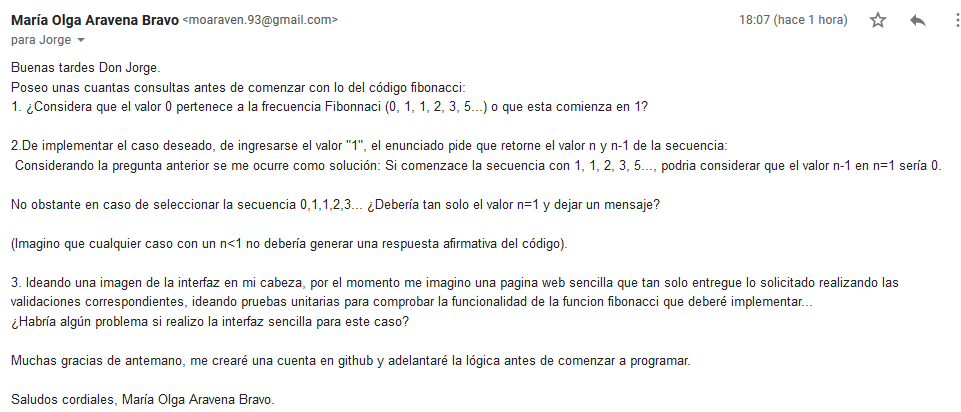 María Olga Aravena Bravo <moaraven.93@gmail.com>
18:07 (hace 1 hora)
para Jorge
Buenas tardes Don Jorge.
Poseo unas cuantas consultas antes de comenzar con lo del código fibonacci:
1. ¿Considera que el valor 0 pertenece a la frecuencia Fibonnaci (0, 1, 1, 2, 3, 5...) o que esta comienza en 1?
2.De implementar el caso deseado, de ingresarse el valor "1", el enunciado pide que retorne el valor n y n-1 de la secuencia:
Considerando la pregunta anterior se me ocurre como solución: Si comenzace la secuencia con 1, 1, 2, 3, 5..., podria considerar que el valor n-1 en n=1 sería 0.
No obstante en caso de seleccionar la secuencia 0,1,1,2,3... ¿Debería tan solo el valor n=1 y dejar un mensaje?
(Imagino que cualquier caso con un n<1 no debería generar una respuesta afirmativa del código).
3. Ideando una imagen de la interfaz en mi cabeza, por el momento me imagino una pagina web sencilla que tan solo entregue lo solicitado realizando las
validaciones correspondientes, ideando pruebas unitarias para comprobar la funcionalidad de la funcion fibonacci que deberé implementar...
¿Habría algún problema si realizo la interfaz sencilla para este caso?
Muchas gracias de antemano, me crearé una cuenta en github y adelantaré la lógica antes de comenzar a programar.
Saludos cordiales, María Olga Aravena Bravo.